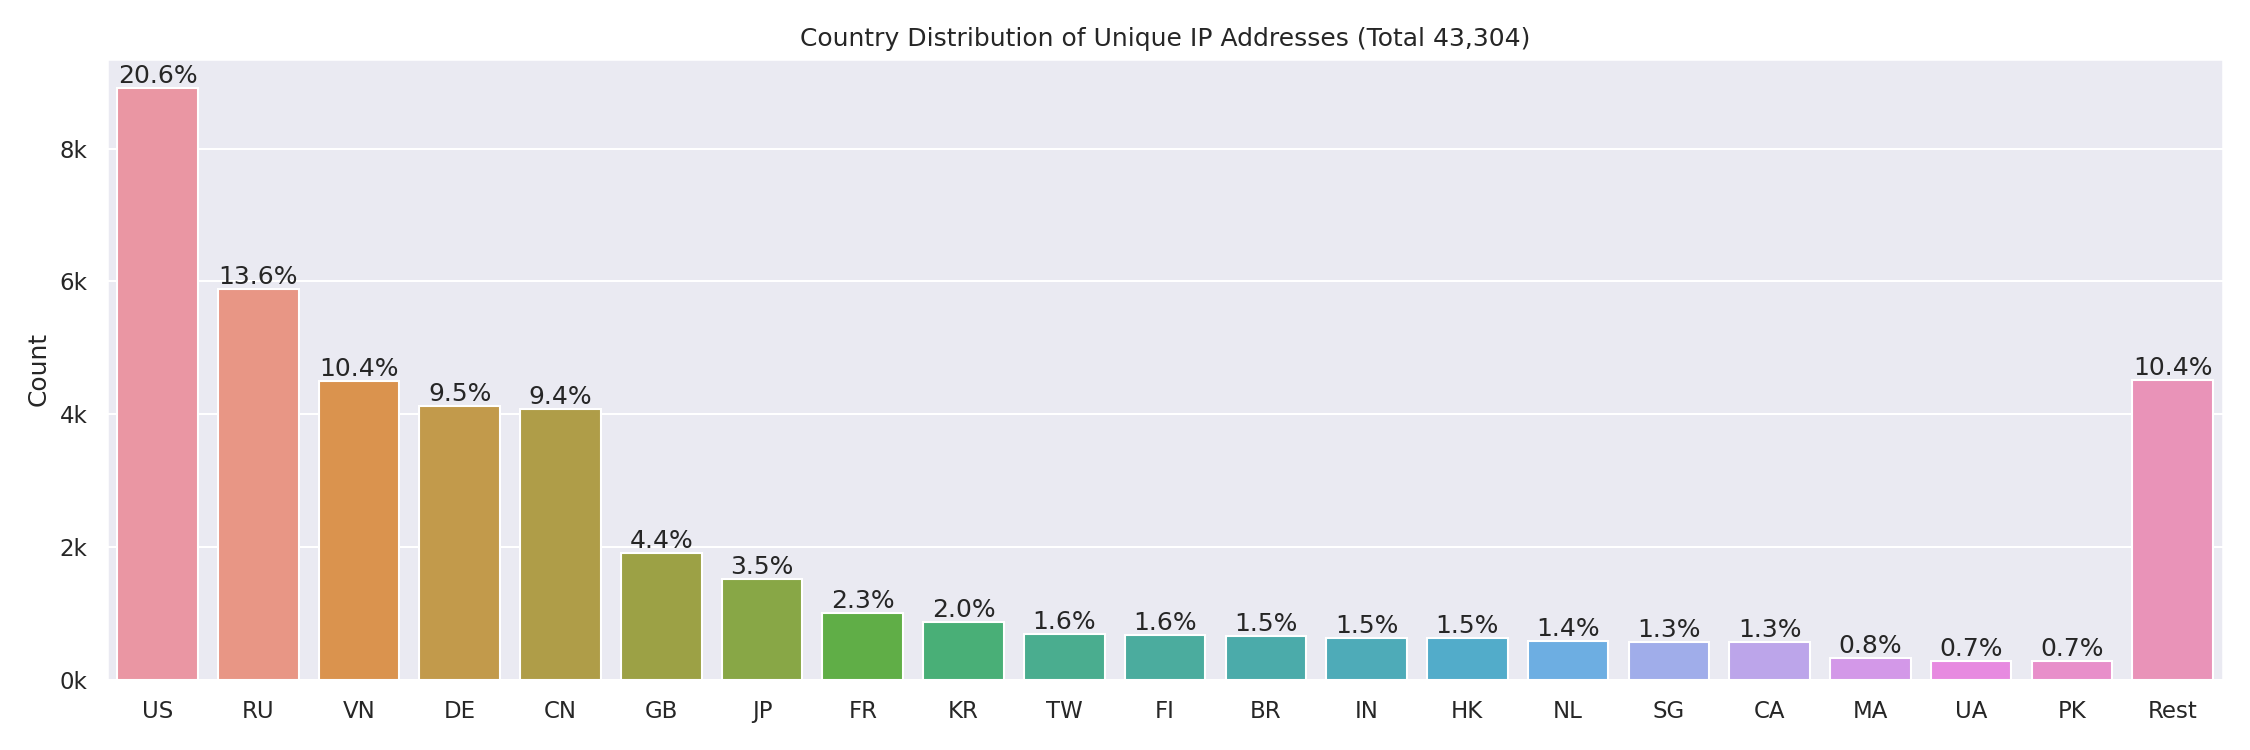 Country Distribution of Unique IP Addresses (Total 43,304)
20.6%
13.6%
10.4%
9.5%
9.4%
4.4%
3.5%
2.3%
2.0%
1.6%
1.6%
1.5%
1.5%
1.5%
1.4%
1.3%
1.3%
0.8%
0.7%
0.7%
10.4%
8k
6k
4k
2k
0k
Count
US RU VN DE CN GB JP FR KR TW FI BR IN HK NL SG CA MA UA PK Rest